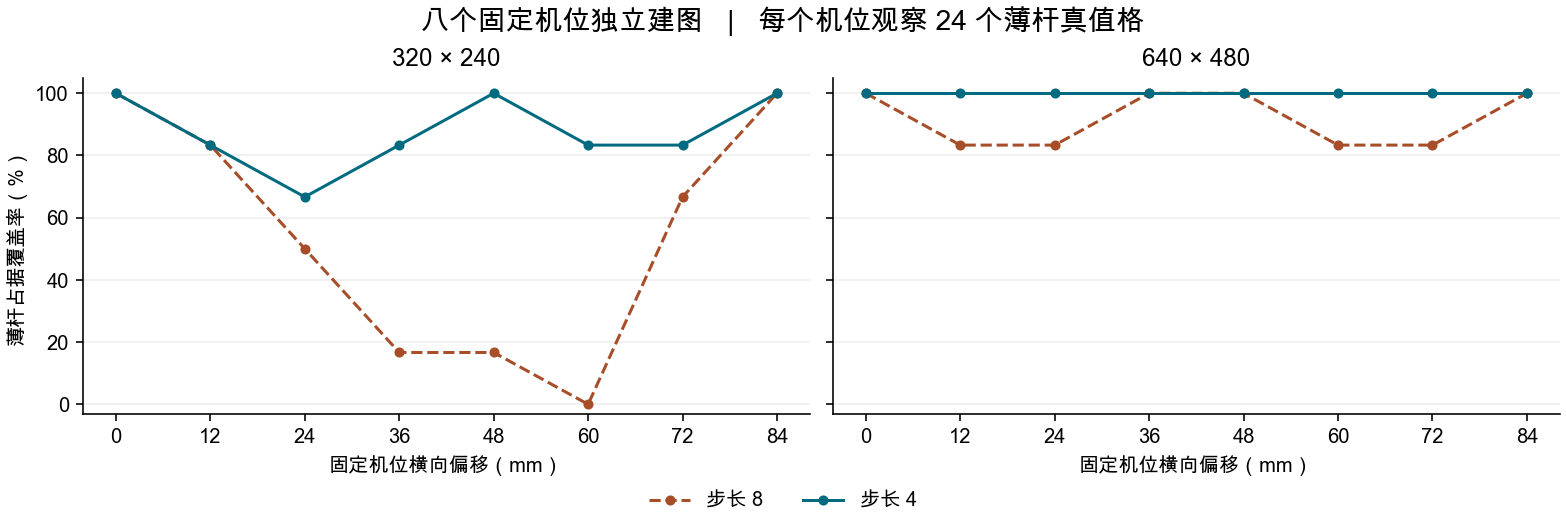 八个固定机位独立建图 | 每个机位观察 24 个薄杆真值格
320 × 240
640 × 480
薄杆占据覆盖率 ( % )
100
80
60
40
20
0
0 12 24 36 48 60 72 84
0 12 24 36 48 60 72 84
固定机位横向偏移 ( mm )
固定机位横向偏移 ( mm )
步长 8
步长 4